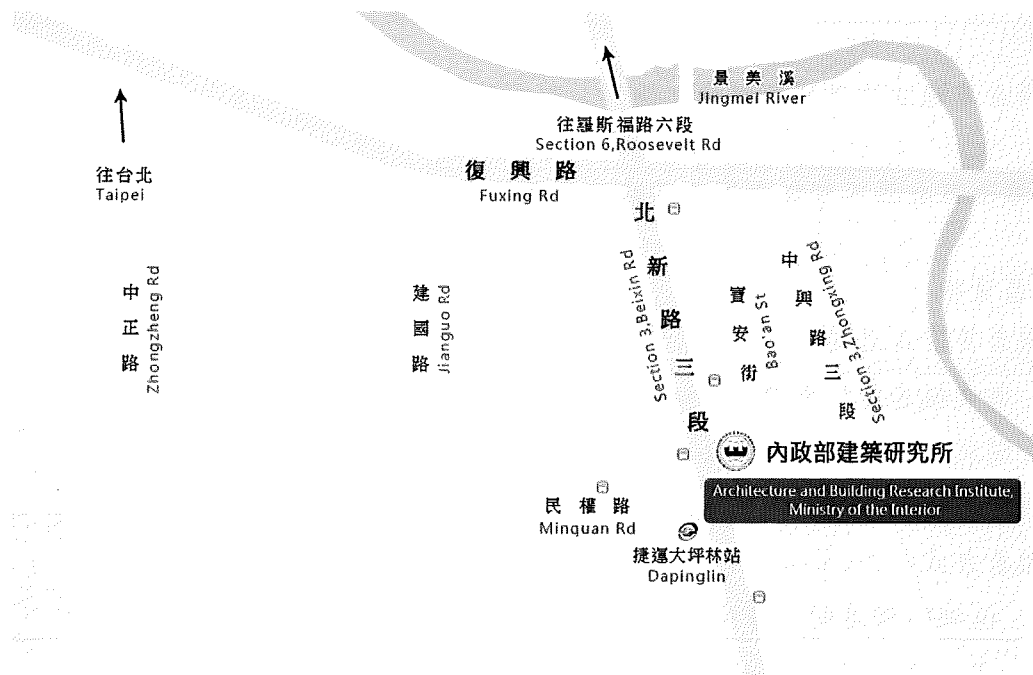 景美溪
Jingmei River
往羅斯福路六段
Section 6,Roosevelt Rd
往台北
Taipei
復興路
Fuxing Rd
北新路三段
Section 3,Beixin Rd
中正路
Zhongzheng Rd
建國路
Jianguo Rd
寶安街
Bao'an St
中興路三段
Section 3,Zhongxing Rd
內政部建築研究所
Architecture and Building Research Institute,
Ministry of the Interior
民權路
Minquan Rd
捷運大坪林站
Dapinglin